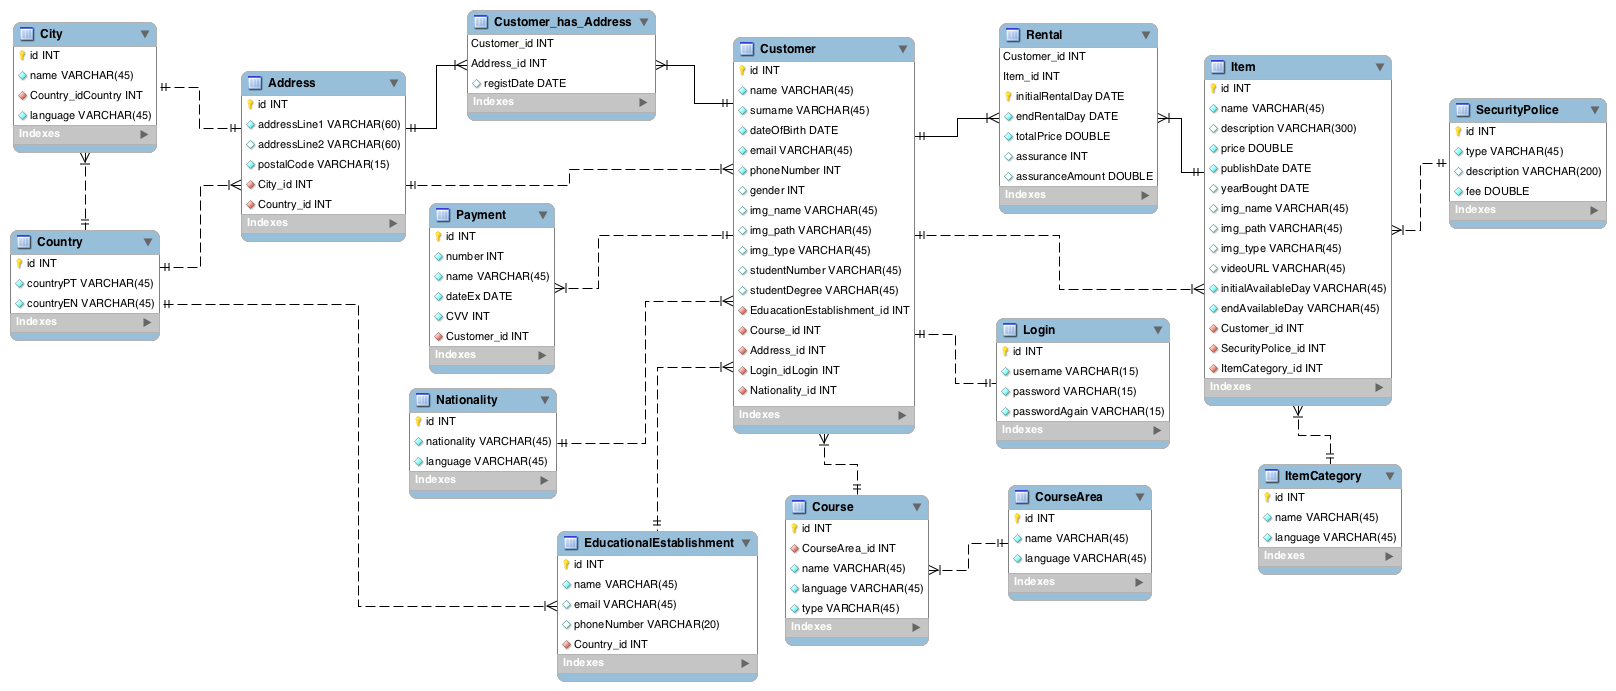 City
id INT
name VARCHAR(45)
Country_idCountry INT
language VARCHAR(45)
Indexes
Address
id INT
addressLine1 VARCHAR(60)
addressLine2 VARCHAR(60)
postalCode VARCHAR(15)
City_id INT
Country_id INT
Indexes
Customer_has_Address
Customer_id INT
Address_id INT
registDate DATE
Indexes
Customer
id INT
name VARCHAR(45)
surname VARCHAR(45)
dateOfBirth DATE
email VARCHAR(45)
phoneNumber INT
gender INT
img_name VARCHAR(45)
img_path VARCHAR(45)
img_type VARCHAR(45)
studentNumber VARCHAR(45)
studentDegree VARCHAR(45)
EduacationEstablishment_id INT
Course_id INT
Address_id INT
Login_idLogin INT
Nationality_id INT
Indexes
Rental
Customer_id INT
Item_id INT
initialRentalDay DATE
endRentalDay DATE
totalPrice DOUBLE
assurance INT
assuranceAmount DOUBLE
Indexes
Item
id INT
name VARCHAR(45)
description VARCHAR(300)
price DOUBLE
publishDate DATE
yearBought DATE
img_name VARCHAR(45)
img_path VARCHAR(45)
img_type VARCHAR(45)
videoURL VARCHAR(45)
initialAvailableDay VARCHAR(45)
endAvailableDay VARCHAR(45)
Customer_id INT
SecurityPolice_id INT
ItemCategory_id INT
Indexes
SecurityPolice
id INT
type VARCHAR(45)
description VARCHAR(200)
fee DOUBLE
Indexes
Country
id INT
countryPT VARCHAR(45)
countryEN VARCHAR(45)
Indexes
Payment
id INT
number INT
name VARCHAR(45)
dateEx DATE
CVV INT
Customer_id INT
Indexes
Login
id INT
username VARCHAR(15)
password VARCHAR(15)
passwordAgain VARCHAR(15)
Indexes
Nationality
id INT
nationality VARCHAR(45)
language VARCHAR(45)
Indexes
EducationalEstablishment
id INT
name VARCHAR(45)
email VARCHAR(45)
phoneNumber VARCHAR(20)
Country_id INT
Indexes
Course
id INT
CourseArea_id INT
name VARCHAR(45)
language VARCHAR(45)
type VARCHAR(45)
Indexes
CourseArea
id INT
name VARCHAR(45)
language VARCHAR(45)
Indexes
ItemCategory
id INT
name VARCHAR(45)
language VARCHAR(45)
Indexes